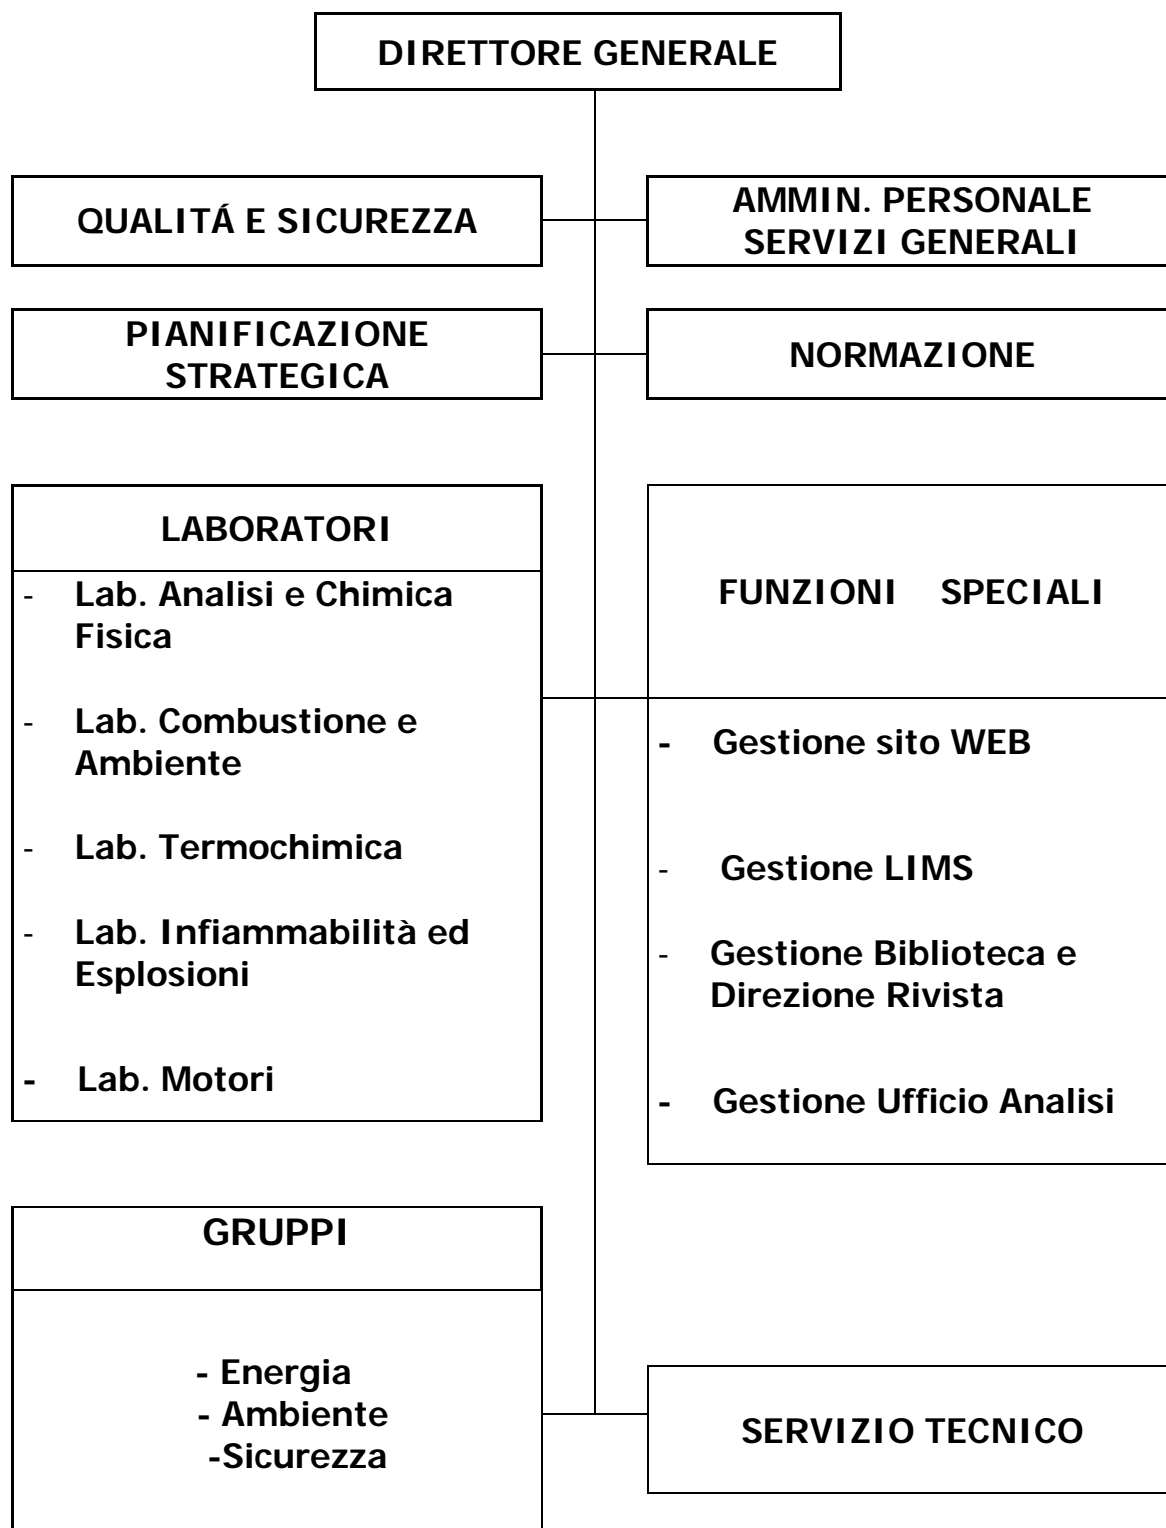 DIRETTORE GENERALE
QUALITÁ E SICUREZZA
AMMIN. PERSONALE
SERVIZI GENERALI
PIANIFICAZIONE
STRATEGICA
NORMAZIONE
LABORATORI
- Lab. Analisi e Chimica
Fisica
- Lab. Combustione e
Ambiente
- Lab. Termochimica
- Lab. Infiammabilità ed
Esplosioni
- Lab. Motori
FUNZIONI SPECIALI
- Gestione sito WEB
- Gestione LIMS
- Gestione Biblioteca e
Direzione Rivista
- Gestione Ufficio Analisi
GRUPPI
- Energia
- Ambiente
-Sicurezza
SERVIZIO TECNICO